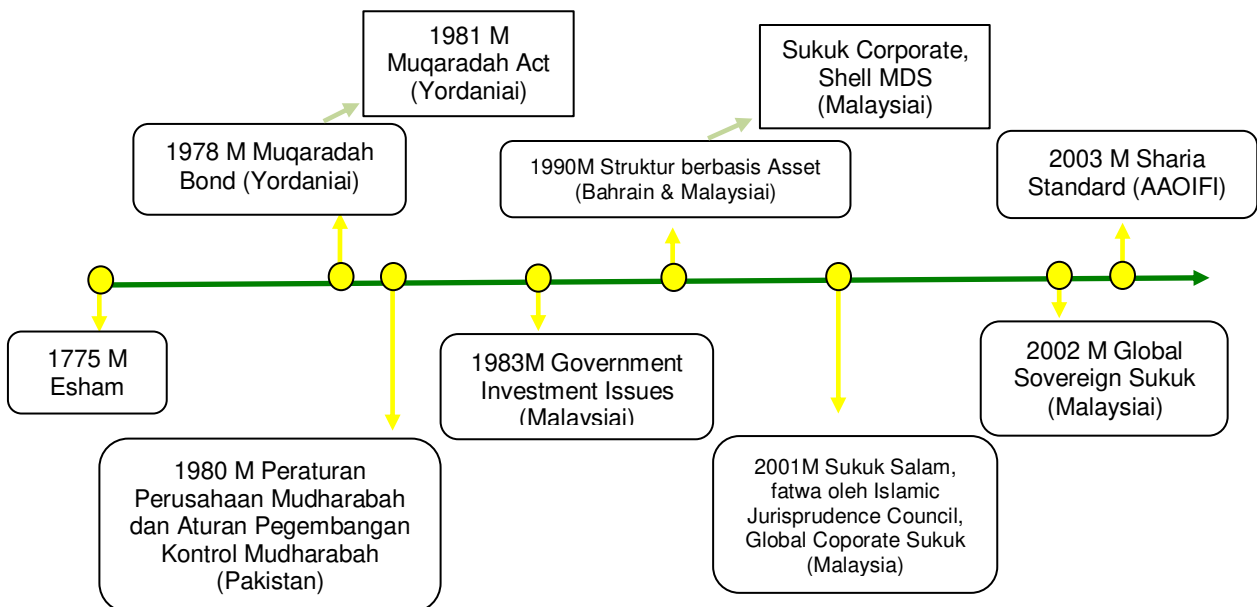 1981 M
Muqaradah Act
(Yordaniai)
Sukuk Corporate,
Shell MDS
(Malaysiai)
1978 M Muqaradah
Bond (Yordaniai)
1990M Struktur berbasis Asset
(Bahrain & Malaysiai)
2003 M Sharia
Standard (AAOIFI)
1775 M
Esham
1983M Government
Investment Issues
(Malaysiai)
2002 M Global
Sovereign Sukuk
(Malaysiai)
1980 M Peraturan
Perusahaan Mudharabah
dan Aturan Pegembangan
Kontrol Mudharabah
(Pakistan)
2001M Sukuk Salam,
fatwa oleh Islamic
Jurisprudence Council,
Global Coporate Sukuk
(Malaysia)